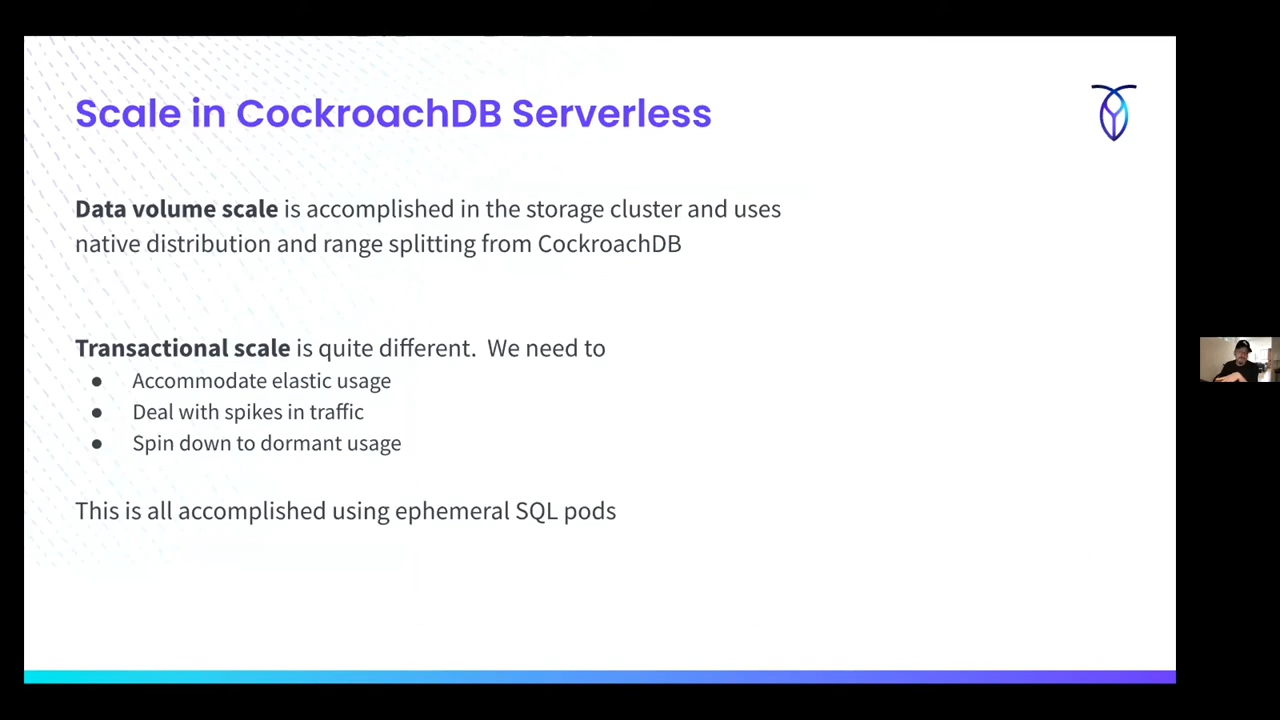 Scale in CockroachDB Serverless
Data volume scale is accomplished in the storage cluster and uses
native distribution and range splitting from CockroachDB
Transactional scale is quite different.  We need to
● Accommodate elastic usage
● Deal with spikes in traffic
● Spin down to dormant usage
This is all accomplished using ephemeral SQL pods